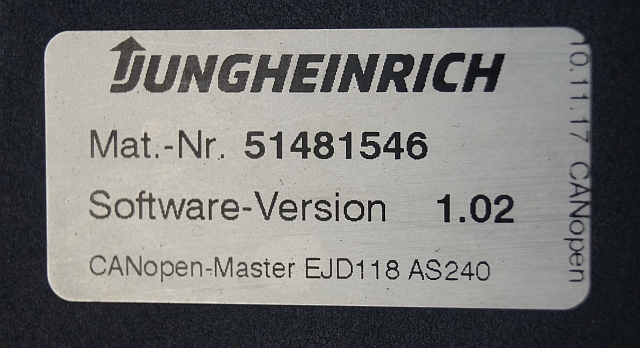 JUNGHEINRICH
Mat.-Nr. 51481546
Software-Version 1.02
CANopen-Master EJD118 AS240
10.11.17 CANopen